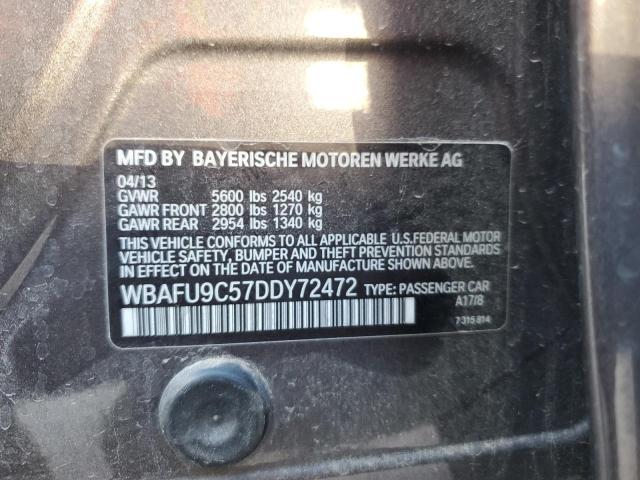 MFD BY BAYERISCHE MOTOREN WERKE AG
04/13
GVWR 5600 lbs 2540 kg
GAWR FRONT 2800 lbs 1270 kg
GAWR REAR 2954 lbs 1340 kg
THIS VEHICLE CONFORMS TO ALL APPLICABLE U.S.FEDERAL MOTOR
VEHICLE SAFETY, BUMPER AND THEFT PREVENTION
STANDARDS IN EFFECT ON THE DATE OF MANUFACTURE SHOWN ABOVE.
WBAFU9C57DDY72472 TYPE: PASSENGER CAR
A17/8
7 315 814